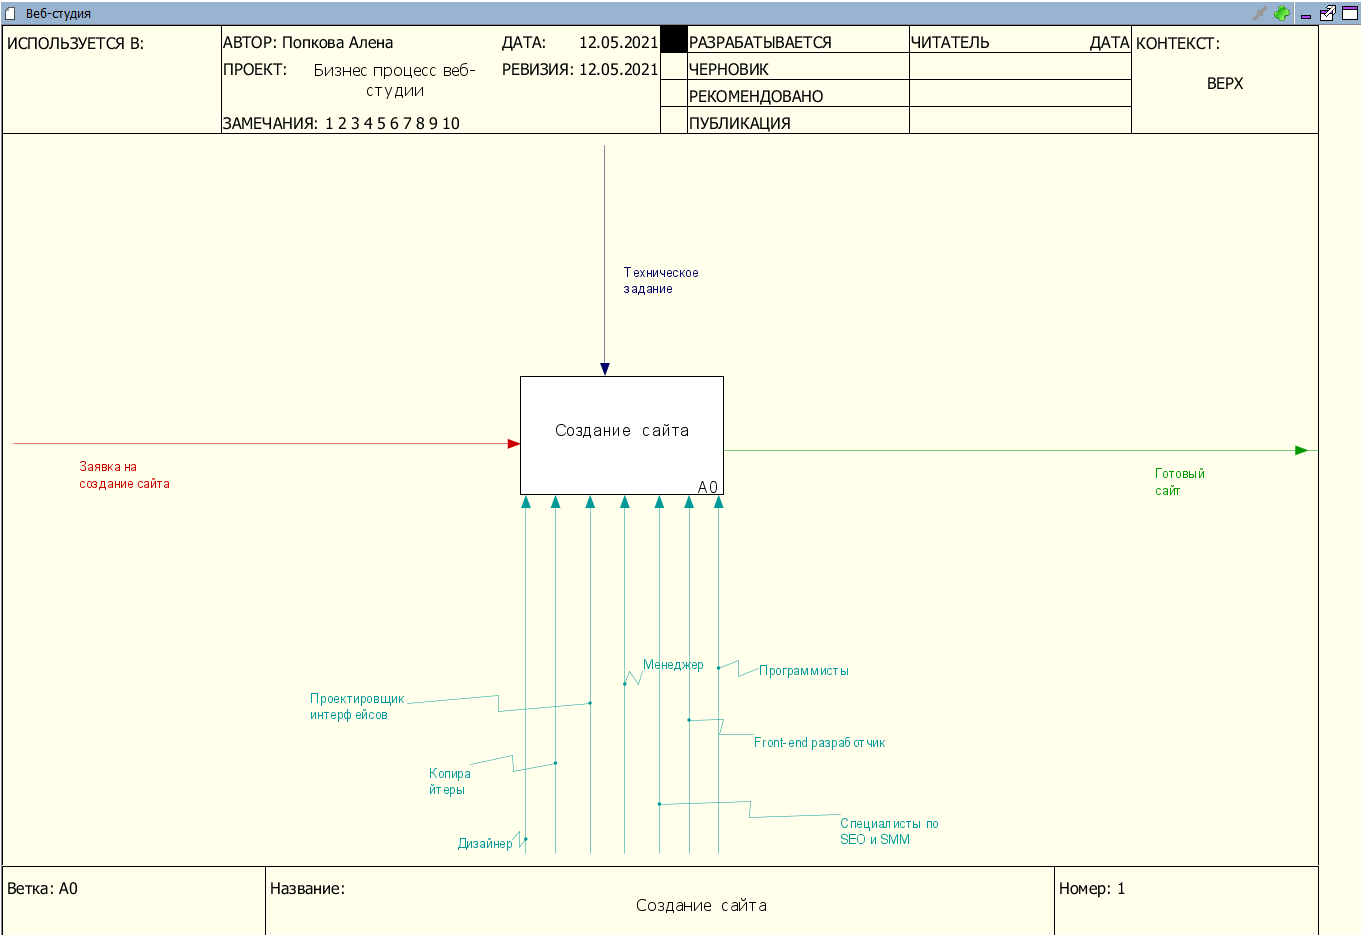 Веб-студия
ИСПОЛЬЗУЕТСЯ В:
АВТОР: Попкова Алена
ДАТА: 12.05.2021
ПРОЕКТ: Бизнес процесс веб-
студии
РЕВИЗИЯ: 12.05.2021
ЗАМЕЧАНИЯ: 1 2 3 4 5 6 7 8 9 10
РАЗРАБАТЫВАЕТСЯ
ЧЕРНОВИК
РЕКОМЕНДОВАНО
ПУБЛИКАЦИЯ
ЧИТАТЕЛЬ ДАТА
КОНТЕКСТ:
ВЕРХ
Техническое
задание
Создание сайта
A0
Заявка на
создание сайта
Готовый
сайт
Менеджер
Программисты
Проектировщик
интерфейсов
Front-end разработчик
Копира
йтеры
Специалисты по
SEO и SMM
Дизайнер
Ветка: A0
Название:
Создание сайта
Номер: 1